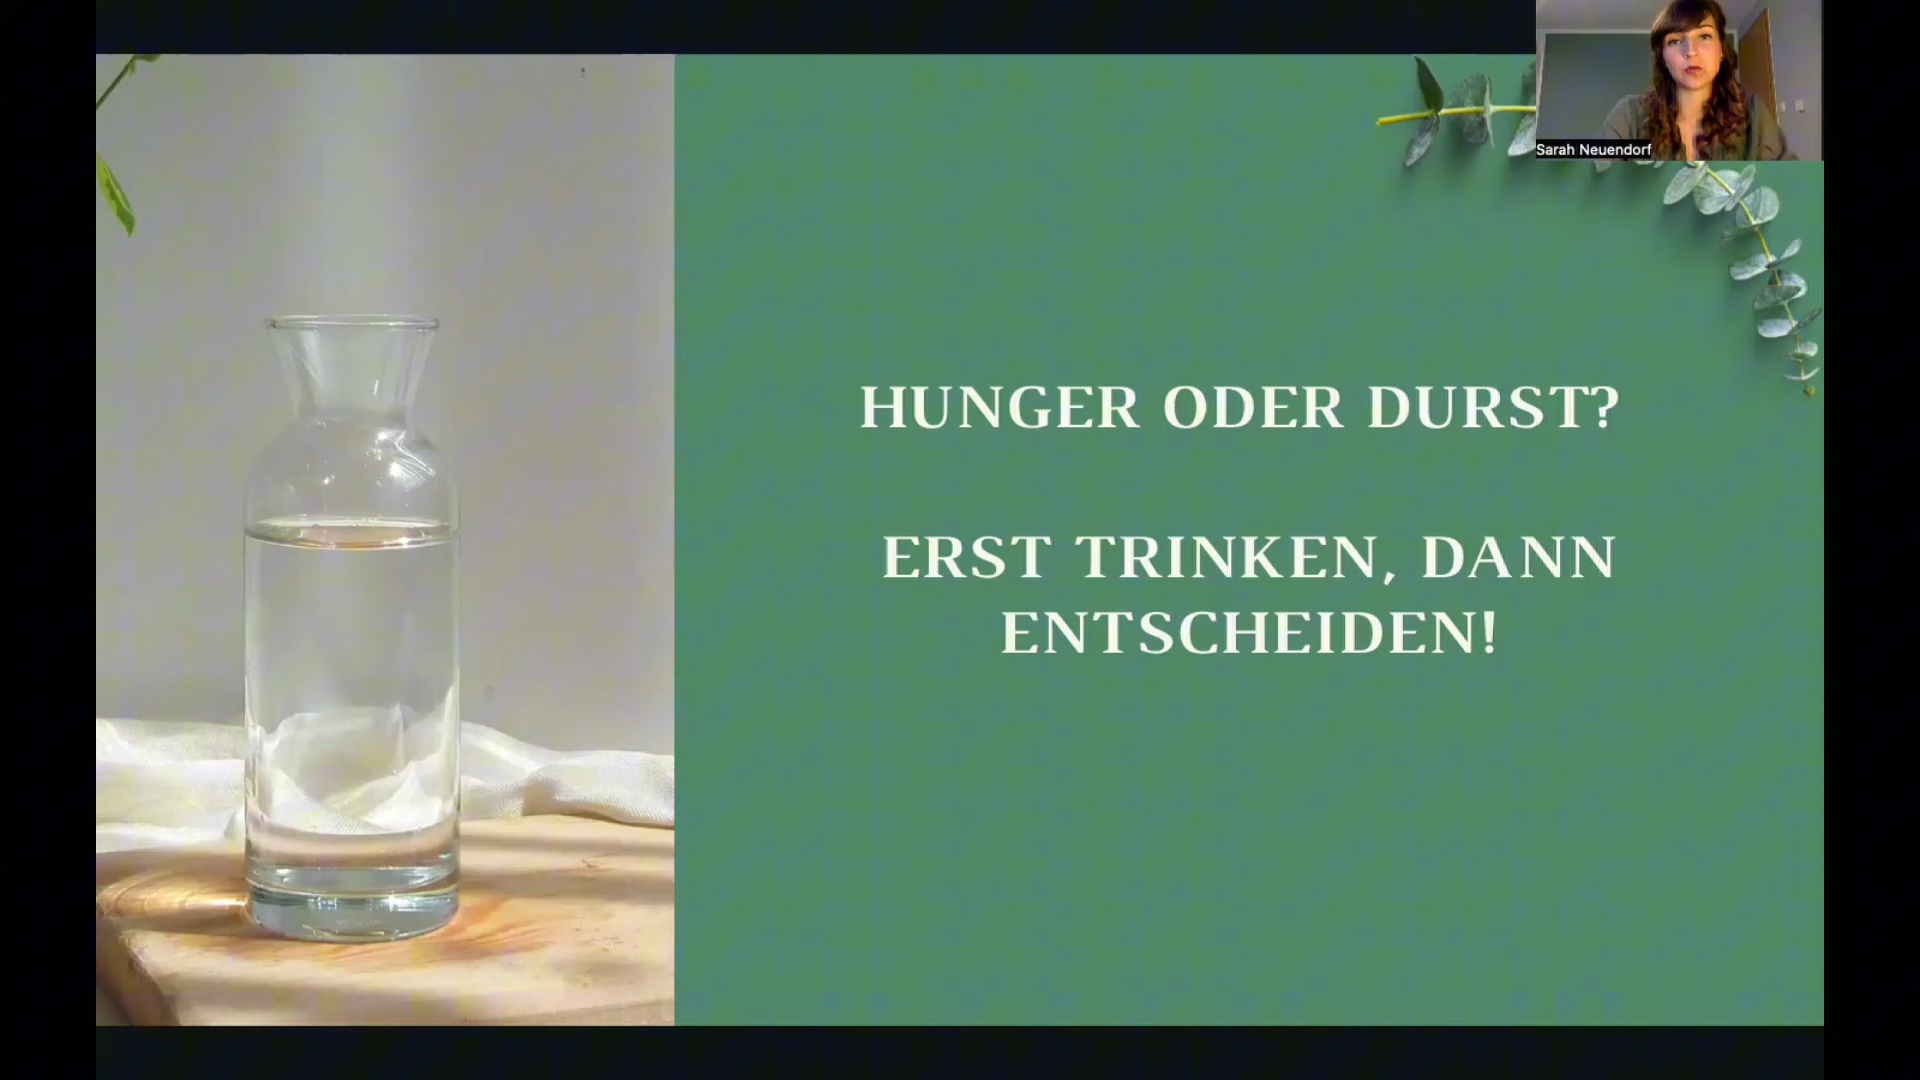 Sarah Neuendorf
HUNGER ODER DURST?
ERST TRINKEN, DANN
ENTSCHEIDEN!